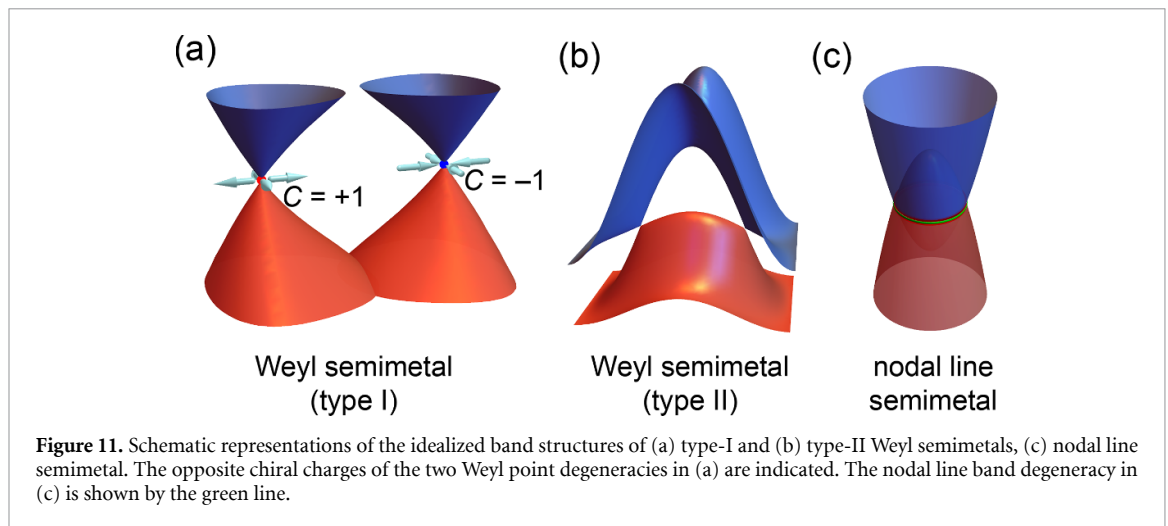 (a)
(b)
(c)
C = +1
C = –1
Weyl semimetal
(type I)
Weyl semimetal
(type II)
nodal line
semimetal
Figure 11. Schematic representations of the idealized band structures of (a) type-I and (b) type-II Weyl semimetals, (c) nodal line
semimetal. The opposite chiral charges of the two Weyl point degeneracies in (a) are indicated. The nodal line band degeneracy in
(c) is shown by the green line.